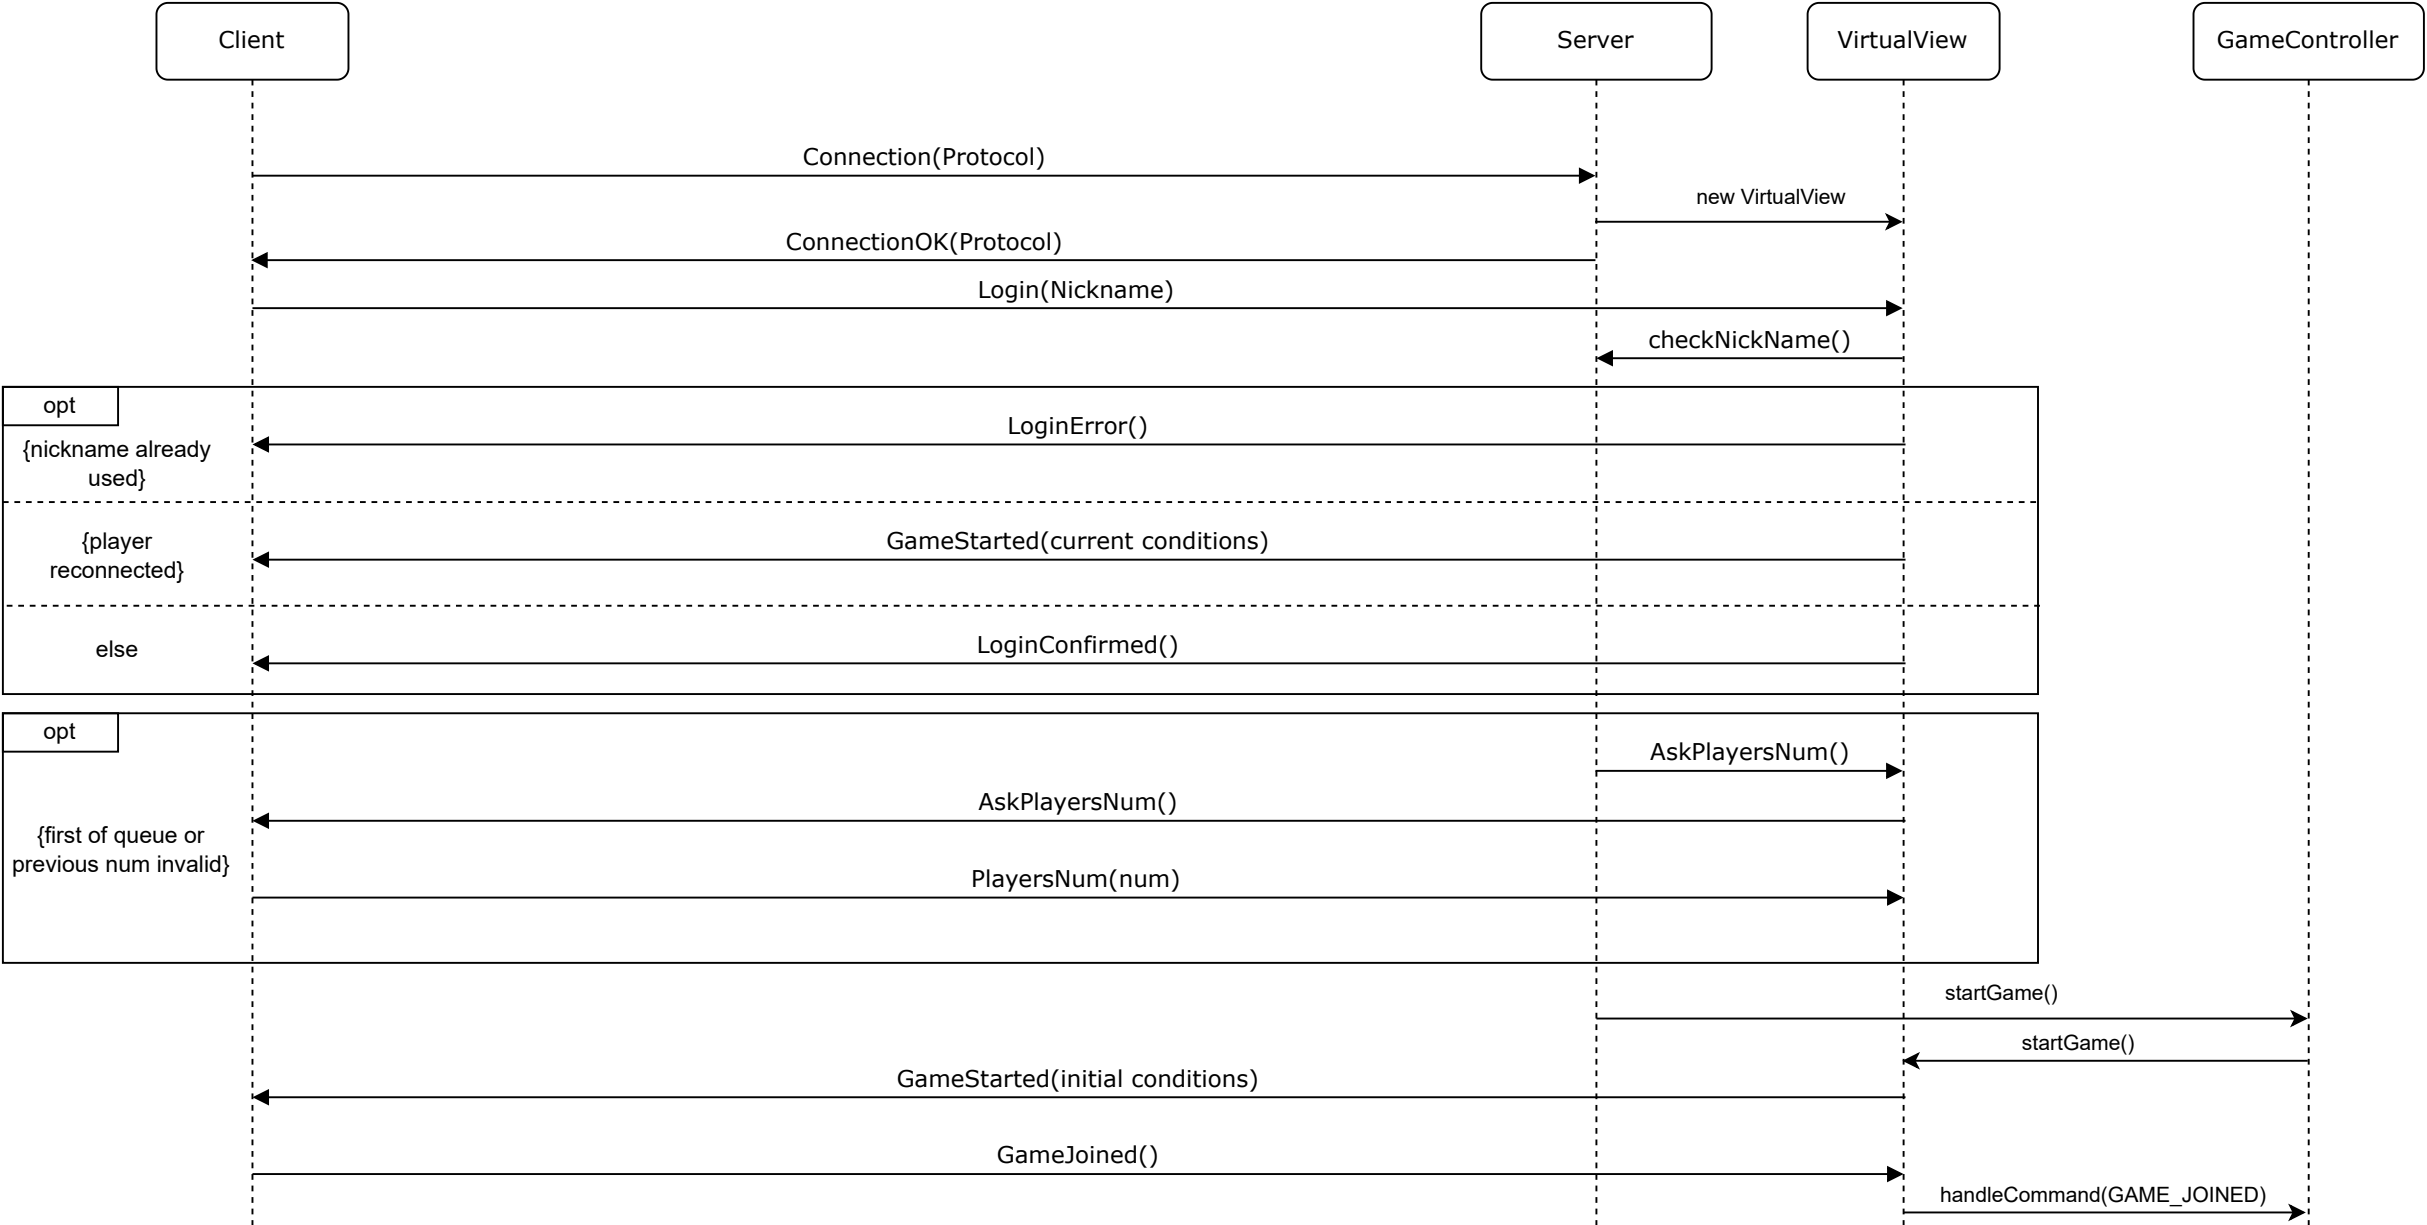 Client
Server
VirtualView
GameController
Connection(Protocol)
new VirtualView
ConnectionOK(Protocol)
Login(Nickname)
checkNickName()
opt
LoginError()
{nickname already
used}
GameStarted(current conditions)
{player
reconnected}
LoginConfirmed()
else
opt
AskPlayersNum()
AskPlayersNum()
{first of queue or
previous num invalid}
PlayersNum(num)
startGame()
startGame()
GameStarted(initial conditions)
GameJoined()
handleCommand(GAME_JOINED)